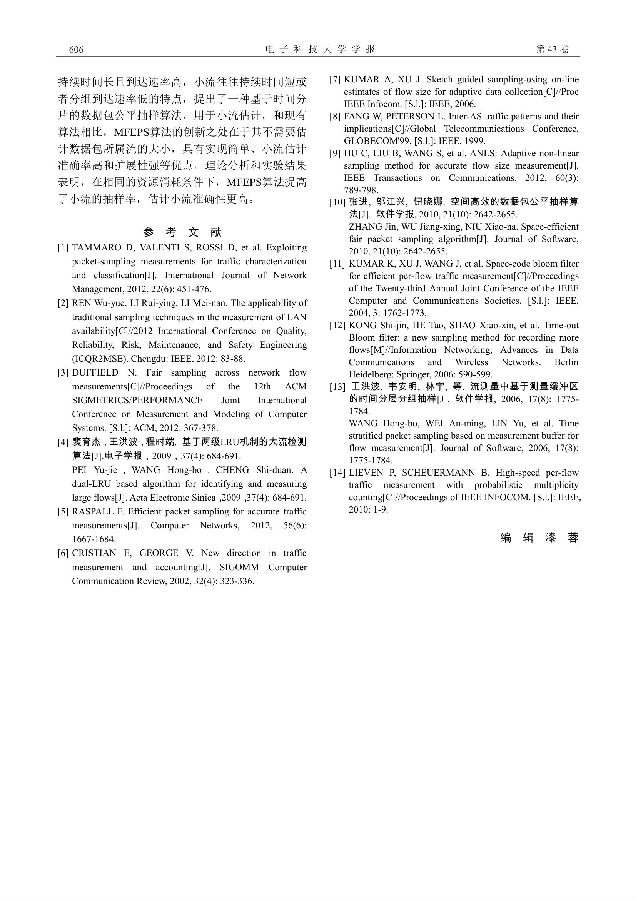 606
电 子 科 技 大 学 学 报
第 43 卷
持续时间长且到达速率高，小流往往持续时间短或
者分组到达速率低的特点，提出了一种基于时间分
片的数据包公平抽样算法，用于小流估计，和现有
算法相比，MFEPS算法的创新之处在于其不需要估
计数据包所属流的大小，具有实现简单、小流估计
准确率高和扩展性强等优点。理论分析和实验结果
表明，在相同的资源消耗条件下，MFEPS算法提高
了小流的抽样率，估计小流准确性更高。
参 考 文 献
[1] TAMMARO D, VALENTI S, ROSSI D, et al. Exploiting
packet-sampling measurements for traffic characterization
and classification[J]. International Journal of Network
Management, 2012, 22(6): 451-476.
[2] REN Wu-yue, LI Rui-ying, LI Mei-nan. The applicability of
traditional sampling techniques in the measurement of LAN
availability[C]//2012 International Conference on Quality,
Reliability, Risk, Maintenance, and Safety Engineering
(ICQR2MSE). Chengdu: IEEE, 2012: 83-88.
[3] DUFFIELD N. Fair sampling across network flow
measurements[C]//Proceedings of the 12th ACM
SIGMETRICS/PERFORMANCE Joint International
Conference on Measurement and Modeling of Computer
Systems. [S.l.]: ACM, 2012: 367-378.
[4] 裴育杰，王洪波，程时端. 基于两级LRU机制的大流检测
算法[J].电子学报，2009，37(4): 684-691.
PEI Yu-jie，WANG Hong-bo，CHENG Shi-duan. A
dual-LRU based algorithm for identifying and measuring
large flows[J]. Acta Electronic Sinica ,2009 ,37(4): 684-691.
[5] RASPALL F. Efficient packet sampling for accurate traffic
measurements[J]. Computer Networks, 2012, 56(6):
1667-1684.
[6] CRISTIAN E, GEORGE V. New direction in traffic
measurement and accounting[J]. SIGOMM Computer
Communication Review, 2002, 32(4): 323-336.
[7] KUMAR A, XU J. Sketch guided sampling-using on-line
estimates of flow size for adaptive data collection[C]//Proc
IEEE Infocom. [S.l.]: IEEE, 2006.
[8] FANG W, PETERSON L. Inter-AS traffic patterns and their
implications[C]//Global Telecommunications Conference,
GLOBECOM'99. [S.l.]: IEEE, 1999.
[9] HU C, LIU B, WANG S, et al. ANLS: Adaptive non-linear
sampling method for accurate flow size measurement[J].
IEEE Transactions on Communications, 2012, 60(3):
789-798.
[10] 张进, 邬江兴, 钮晓娜. 空间高效的数据包公平抽样算
法[J]. 软件学报, 2010, 21(10): 2642-2655.
ZHANG Jin, WU Jiang-xing, NIU Xiao-na. Space-efficient
fair packet sampling algorithm[J]. Journal of Software,
2010, 21(10): 2642-2655.
[11] KUMAR K, XU J, WANG J, et al. Space-code bloom filter
for efficient per-flow traffic measurement[C]//Proceedings
of the Twenty-third Annual Joint Conference of the IEEE
Computer and Communications Societies. [S.l.]: IEEE,
2004, 3: 1762-1773.
[12] KONG Shi-jin, HE Tao, SHAO Xiao-xin, et al. Time-out
Bloom filter: a new sampling method for recording more
flows[M]//Information Networking, Advances in Data
Communications and Wireless Networks. Berlin
Heidelberg: Springer, 2006: 590-599.
[13] 王洪波, 韦安明, 林宇, 等. 流测量中基于测量缓冲区
的时间分层分组抽样[J]. 软件学报, 2006, 17(8): 1775-
1784.
WANG Hong-bo, WEI An-ming, LIN Yu, et al. Time
stratified packet sampling based on measurement buffer for
flow measurement[J]. Journal of Software, 2006, 17(8):
1775-1784.
[14] LIEVEN P, SCHEUERMANN B. High-speed per-flow
traffic measurement with probabilistic multiplicity
counting[C]//Proceedings of IEEE INFOCOM. [S.l.]: IEEE,
2010: 1-9.
编 辑 漆 蓉